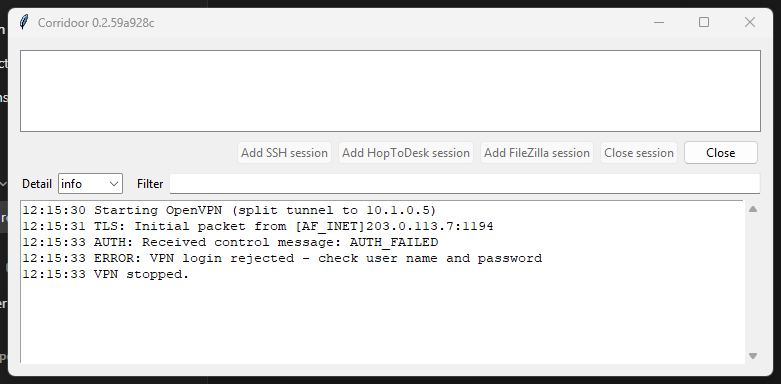 Corridoor 0.2.59a928c
Add SSH session
Add HopToDesk session
Add FileZilla session
Close session
Close
Detail
info
Filter
12:15:30 Starting OpenVPN (split tunnel to 10.1.0.5)
12:15:31 TLS: Initial packet from [AF_INET]203.0.113.7:1194
12:15:33 AUTH: Received control message: AUTH_FAILED
12:15:33 ERROR: VPN login rejected - check user name and password
12:15:33 VPN stopped.